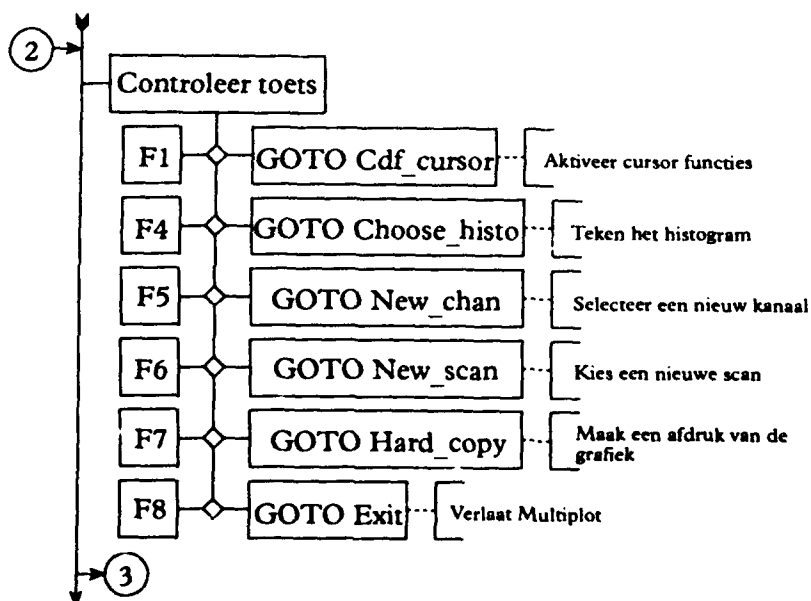 2
Controleer toets
F1 GOTO Cdf_cursor Aktiveer cursor functies
F4 GOTO Choose_histo Teken het histogram
F5 GOTO New_chan Selecteer een nieuw kanaal
F6 GOTO New_scan Kies een nieuwe scan
F7 GOTO Hard_copy Maak een afdruk van de
grafiek
F8 GOTO Exit Verlaat Multiplot
3